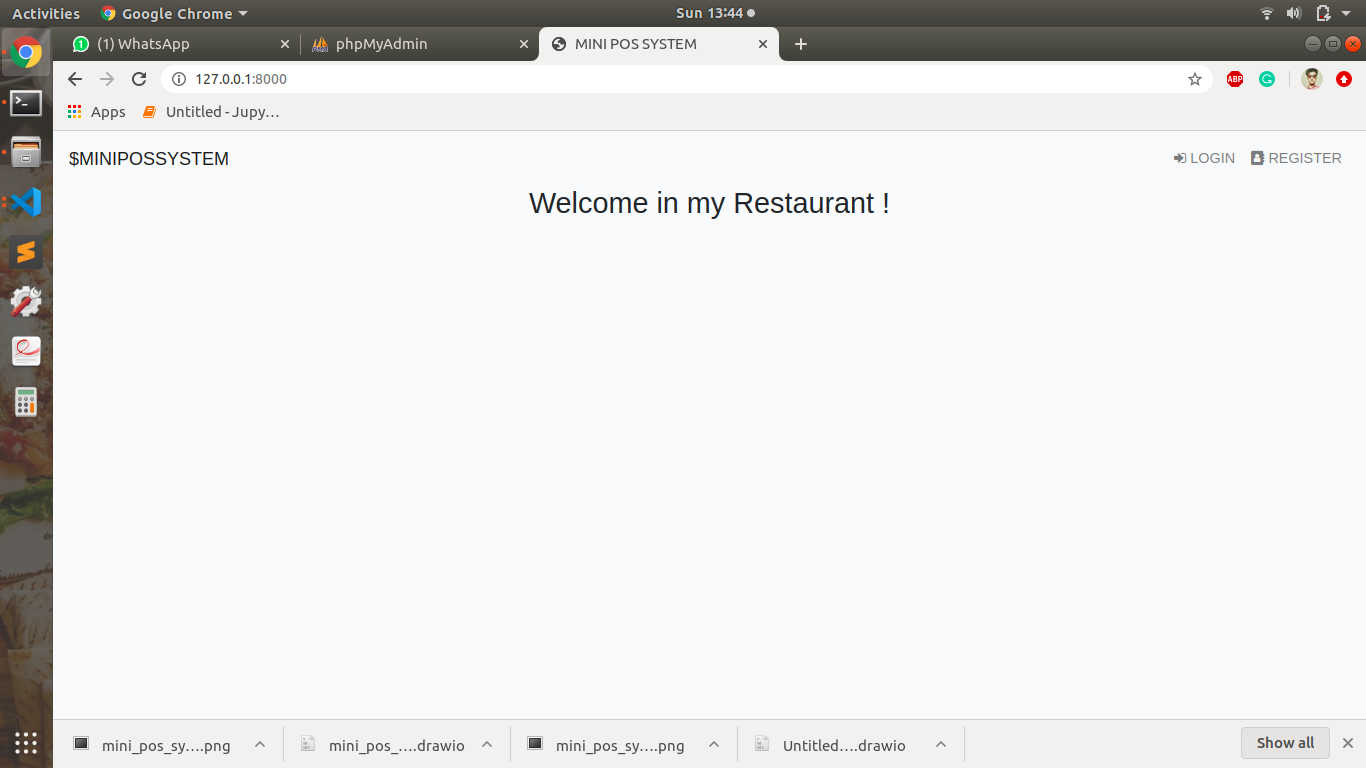 Activities Google Chrome Sun 13:44
1 (1) WhatsApp phpMyAdmin MINI POS SYSTEM
127.0.0.1:8000 ABP
Apps Untitled - Jupy…
$MINIPOSSYSTEM LOGIN REGISTER
Welcome in my Restaurant !
mini_pos_sy….png mini_pos_….drawio mini_pos_sy….png Untitled….drawio Show all